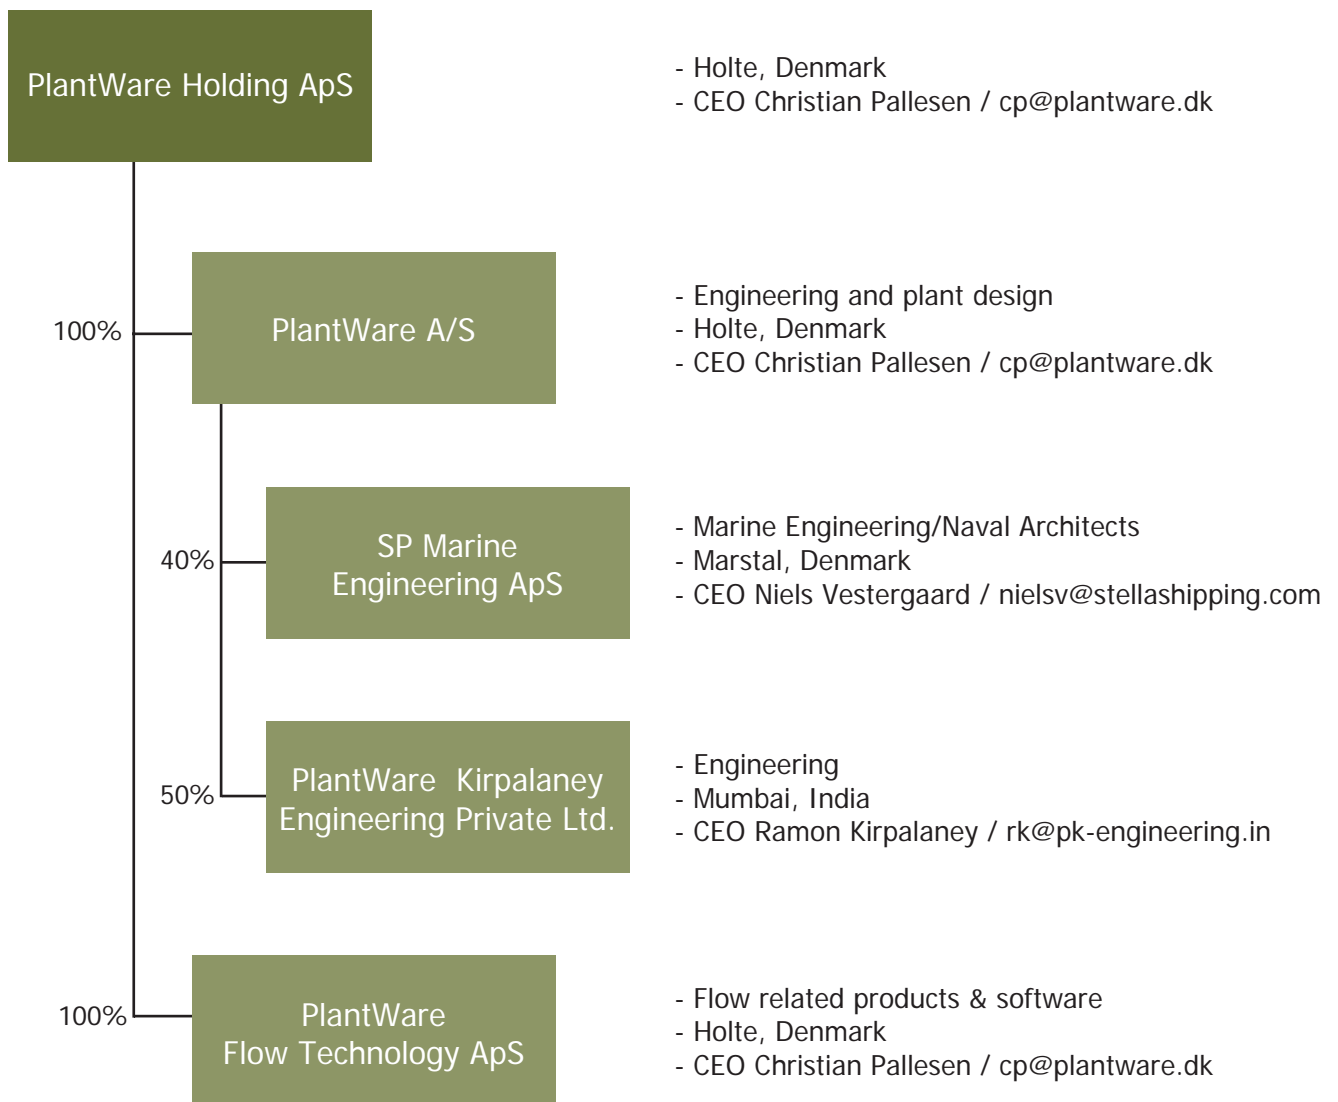 PlantWare Holding ApS
- Holte, Denmark
- CEO Christian Pallesen / cp@plantware.dk
100%
PlantWare A/S
- Engineering and plant design
- Holte, Denmark
- CEO Christian Pallesen / cp@plantware.dk
40%
SP Marine
Engineering ApS
- Marine Engineering/Naval Architects
- Marstal, Denmark
- CEO Niels Vestergaard / nielsv@stellashipping.com
50%
PlantWare Kirpalaney
Engineering Private Ltd.
- Engineering
- Mumbai, India
- CEO Ramon Kirpalaney / rk@pk-engineering.in
100%
PlantWare
Flow Technology ApS
- Flow related products & software
- Holte, Denmark
- CEO Christian Pallesen / cp@plantware.dk